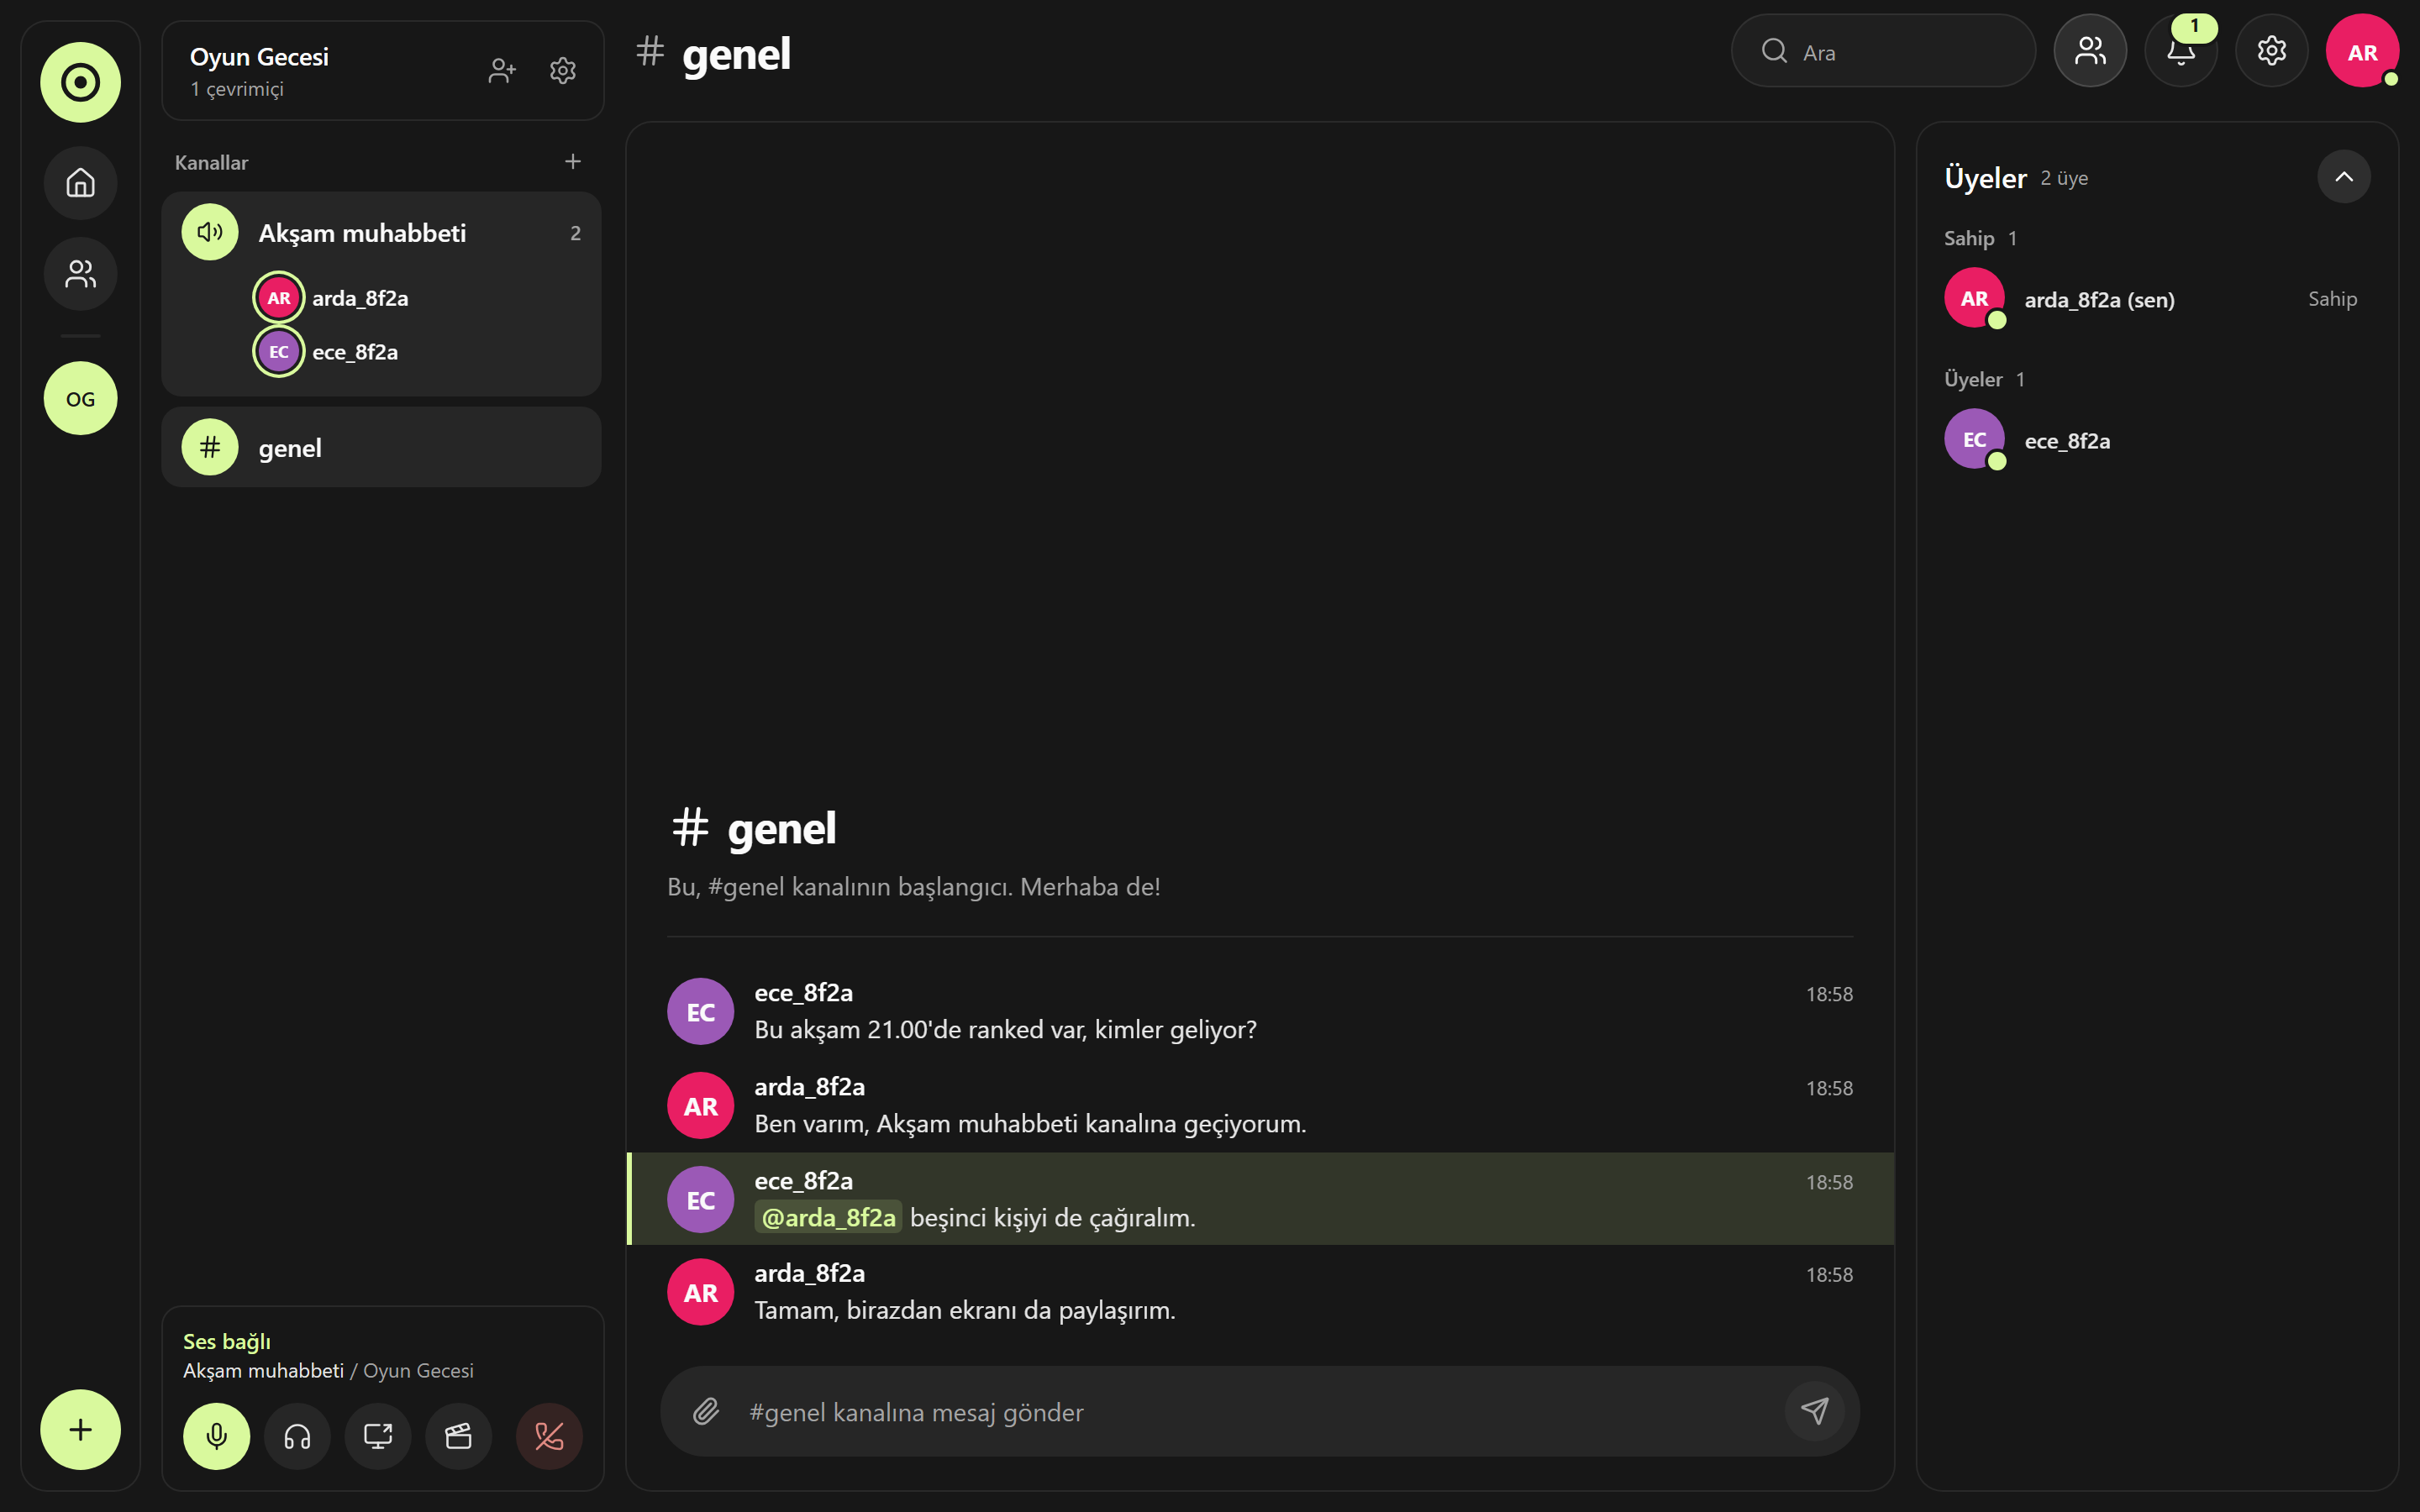 OG
Oyun Gecesi
1 çevrimiçi
Kanallar
Akşam muhabbeti 2
AR arda_8f2a
EC ece_8f2a
# genel
Ses bağlı
Akşam muhabbeti / Oyun Gecesi
# genel
Ara
1
AR
# genel
Bu, #genel kanalının başlangıcı. Merhaba de!
EC ece_8f2a 18:58
Bu akşam 21.00'de ranked var, kimler geliyor?
AR arda_8f2a 18:58
Ben varım, Akşam muhabbeti kanalına geçiyorum.
EC ece_8f2a 18:58
@arda_8f2a beşinci kişiyi de çağıralım.
AR arda_8f2a 18:58
Tamam, birazdan ekranı da paylaşırım.
#genel kanalına mesaj gönder
Üyeler 2 üye
Sahip 1
AR arda_8f2a (sen) Sahip
Üyeler 1
EC ece_8f2a